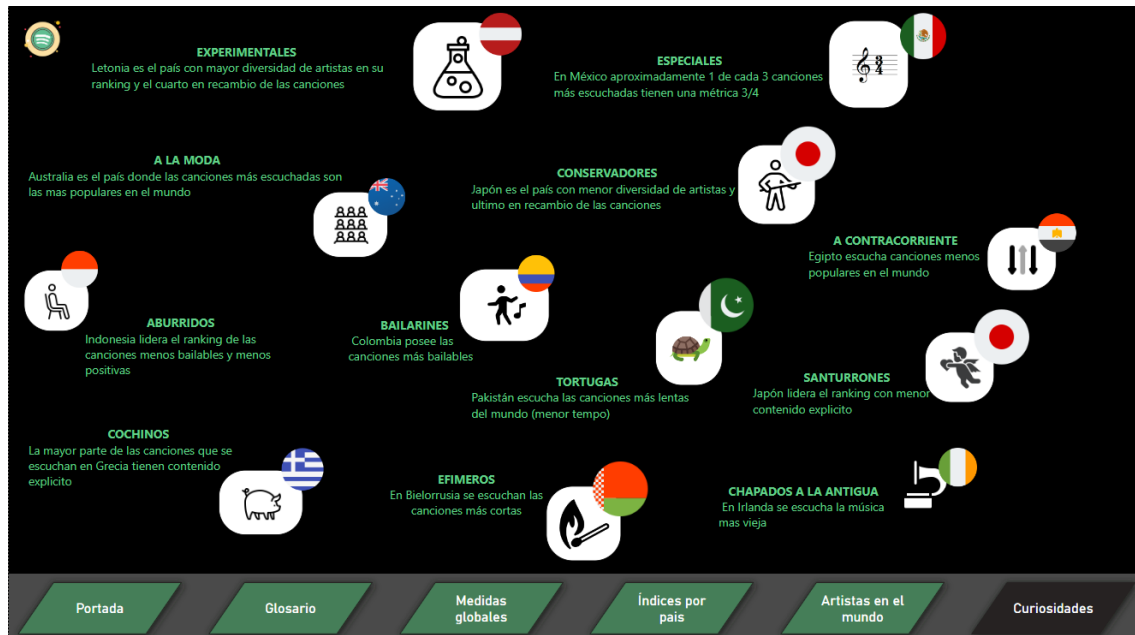 EXPERIMENTALES
Letonia es el país con mayor diversidad de artistas en su
ranking y el cuarto en recambio de las canciones
ESPECIALES
En México aproximadamente 1 de cada 3 canciones
más escuchadas tienen una métrica 3/4
3
4
A LA MODA
Australia es el país donde las canciones más escuchadas son
las mas populares en el mundo
CONSERVADORES
Japón es el país con menor diversidad de artistas y
ultimo en recambio de las canciones
A CONTRACORRIENTE
Egipto escucha canciones menos
populares en el mundo
ABURRIDOS
Indonesia lidera el ranking de las
canciones menos bailables y menos
positivas
BAILARINES
Colombia posee las
canciones más bailables
TORTUGAS
Pakistán escucha las canciones más lentas
del mundo (menor tempo)
SANTURRONES
Japón lidera el ranking con menor
contenido explicito
COCHINOS
La mayor parte de las canciones que se
escuchan en Grecia tienen contenido
explicito
EFIMEROS
En Bielorrusia se escuchan las
canciones más cortas
CHAPADOS A LA ANTIGUA
En Irlanda se escucha la música
mas vieja
Portada
Glosario
Medidas
globales
Índices por
pais
Artistas en el
mundo
Curiosidades